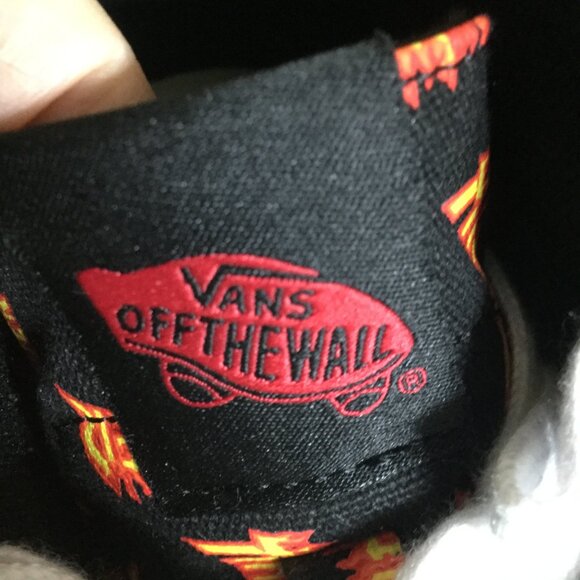 VANS
OFF THE WALL
®